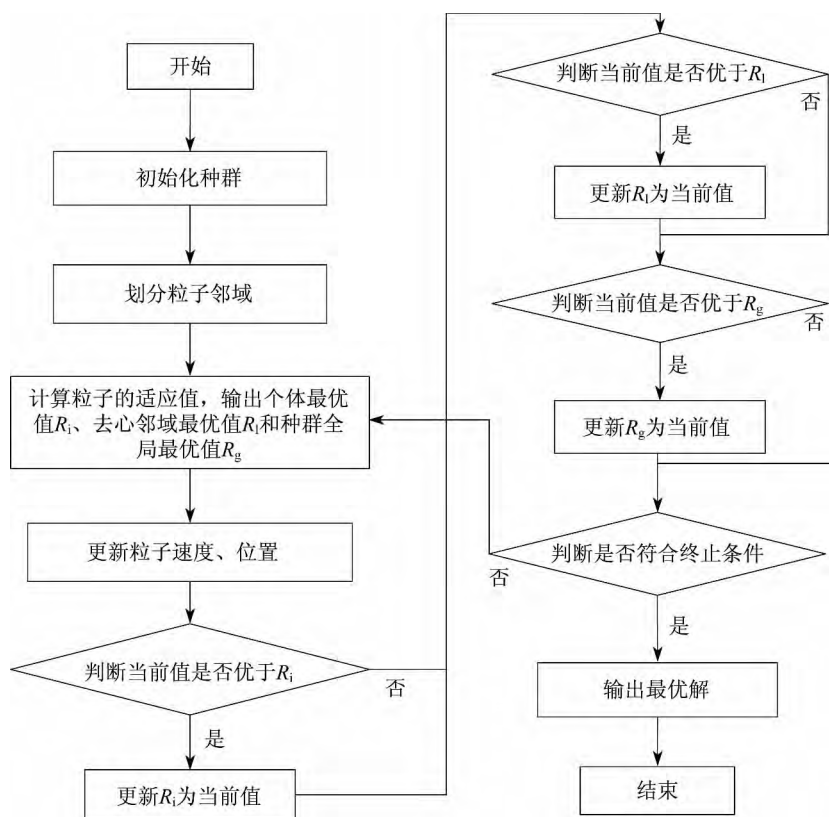 开始
初始化种群
划分粒子邻域
计算粒子的适应值，输出个体最优
值Rᵢ、去心邻域最优值Rₗ和种群全
局最优值R_g
更新粒子速度、位置
判断当前值是否优于Rᵢ
否
是
更新Rᵢ为当前值
判断当前值是否优于Rₗ
否
是
更新Rₗ为当前值
判断当前值是否优于R_g
否
是
更新R_g为当前值
判断是否符合终止条件
否
是
输出最优解
结束